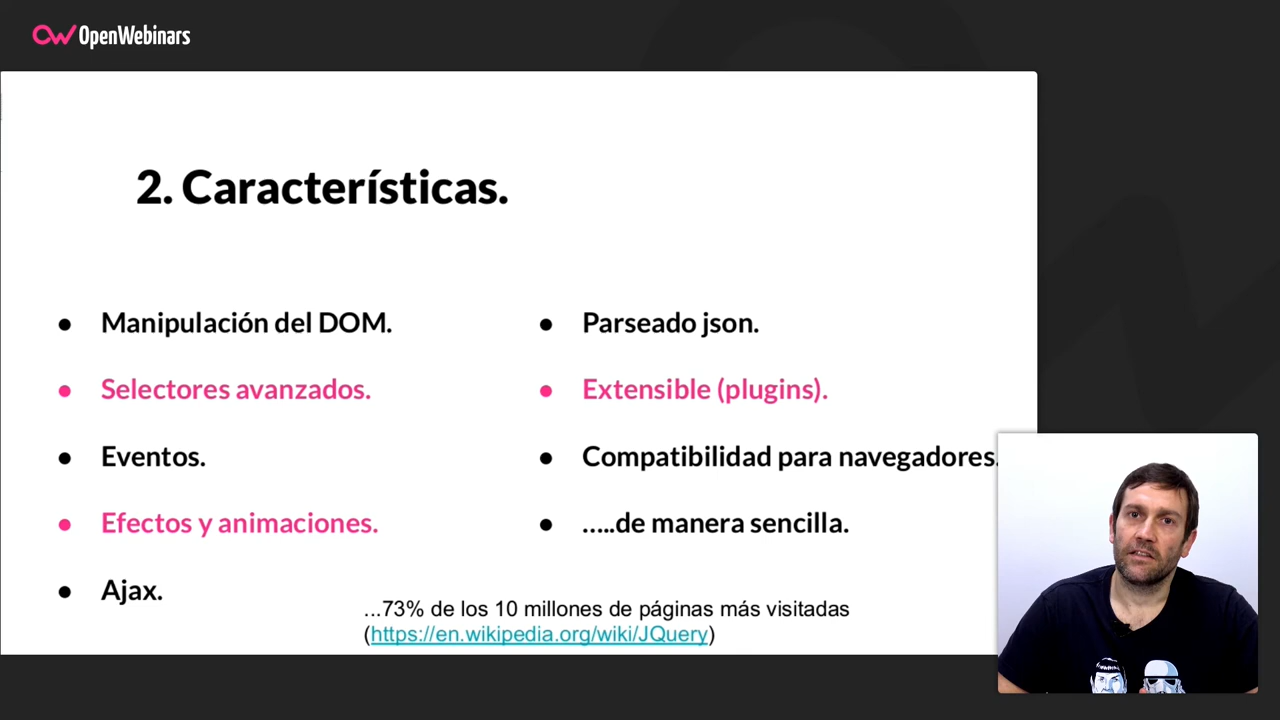 OpenWebinars
2. Características.
● Manipulación del DOM.
● Selectores avanzados.
● Eventos.
● Efectos y animaciones.
● Ajax.
● Parseado json.
● Extensible (plugins).
● Compatibilidad para navegadores.
● .....de manera sencilla.
...73% de los 10 millones de páginas más visitadas
(https://en.wikipedia.org/wiki/JQuery)